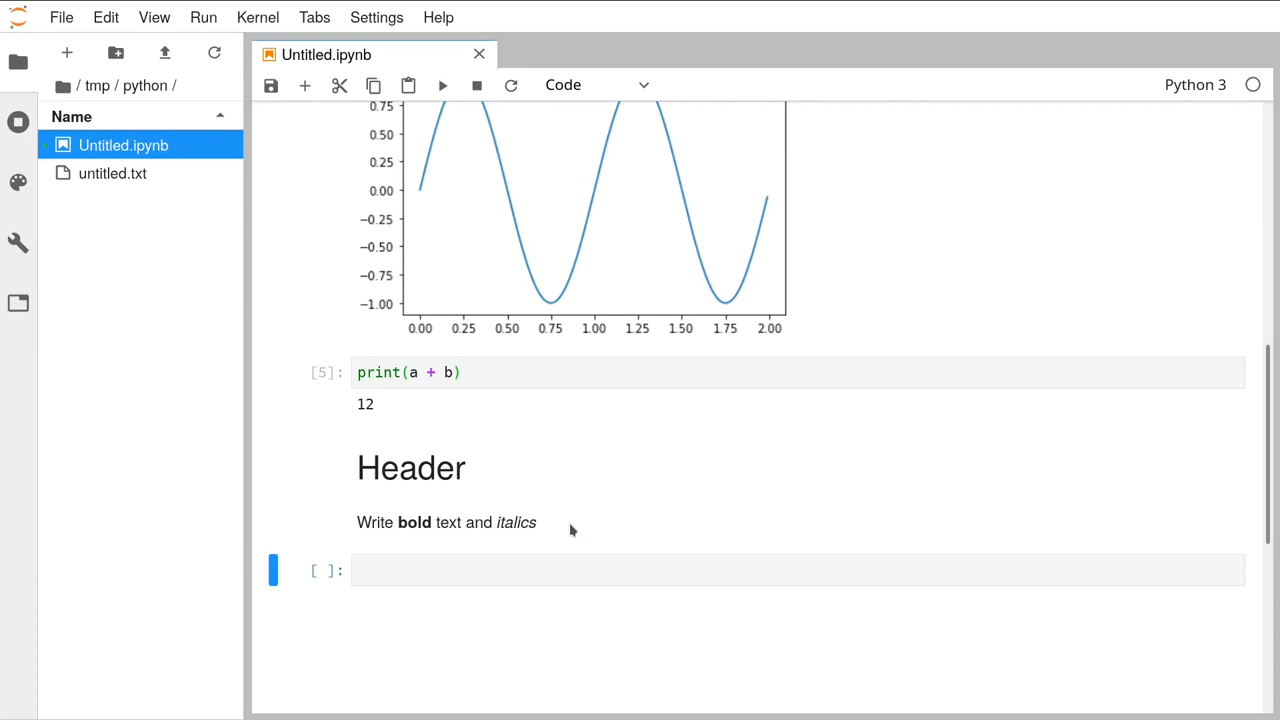 File Edit View Run Kernel Tabs Settings Help
Untitled.ipynb
/ tmp / python /
Code
Python 3
Name
Untitled.ipynb
untitled.txt
0.75
0.50
0.25
0.00
−0.25
−0.50
−0.75
−1.00
0.00 0.25 0.50 0.75 1.00 1.25 1.50 1.75 2.00
[5]: print(a + b)
12
Header
Write bold text and italics
[ ]: